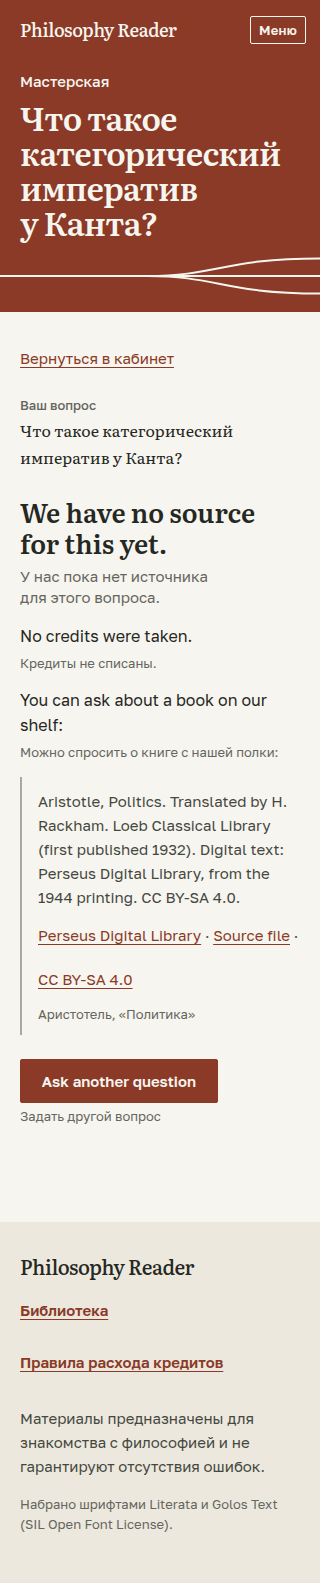 Philosophy Reader
Меню
Мастерская
Что такое
категорический
императив
у Канта?
Вернуться в кабинет
Ваш вопрос
Что такое категорический
императив у Канта?
We have no source
for this yet.
У нас пока нет источника
для этого вопроса.
No credits were taken.
Кредиты не списаны.
You can ask about a book on our
shelf:
Можно спросить о книге с нашей полки:
Aristotle, Politics. Translated by H.
Rackham. Loeb Classical Library
(first published 1932). Digital text:
Perseus Digital Library, from the
1944 printing. CC BY-SA 4.0.
Perseus Digital Library · Source file ·
CC BY-SA 4.0
Аристотель, «Политика»
Ask another question
Задать другой вопрос
Philosophy Reader
Библиотека
Правила расхода кредитов
Материалы предназначены для
знакомства с философией и не
гарантируют отсутствия ошибок.
Набрано шрифтами Literata и Golos Text
(SIL Open Font License).